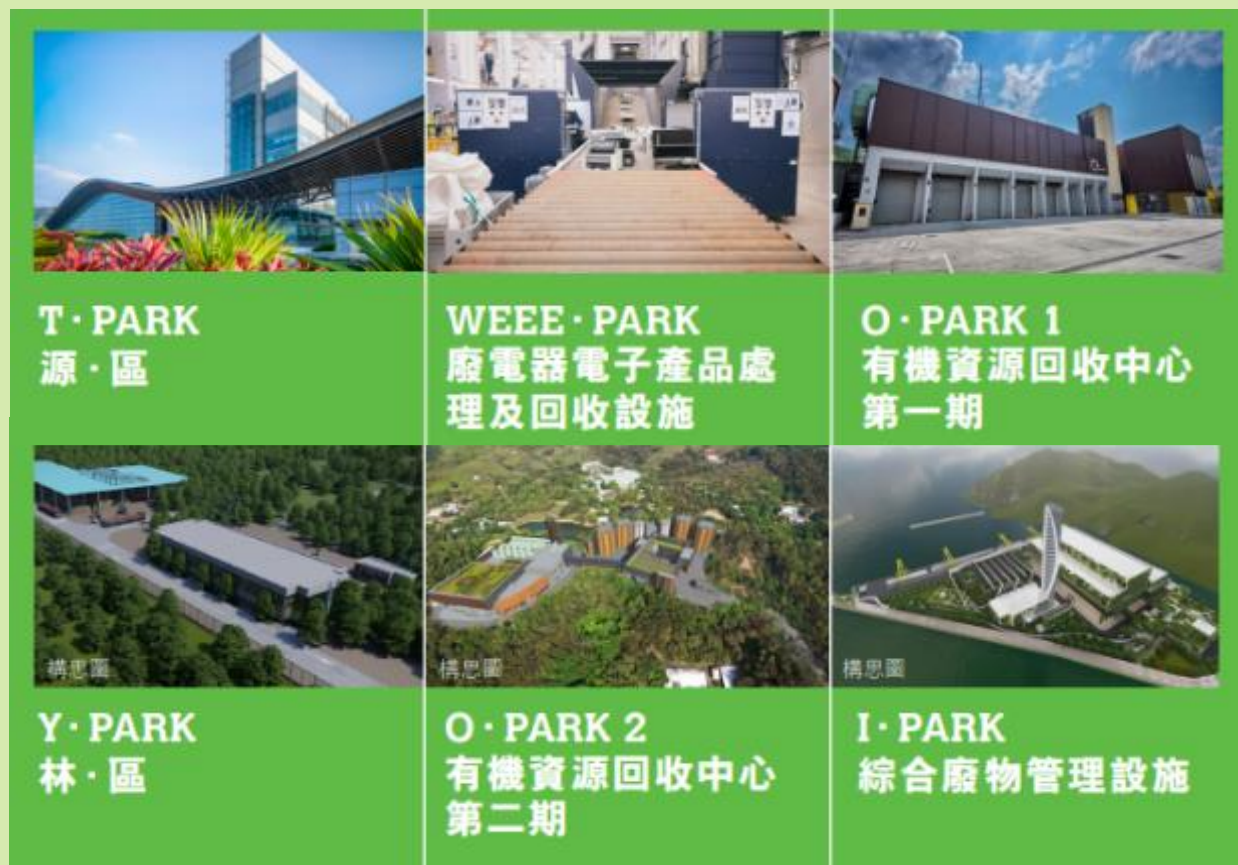 T · PARK
源 · 區
WEEE · PARK
廢電器電子產品處
理及回收設施
O · PARK 1
有機資源回收中心
第一期
構思圖
Y · PARK
林 · 區
構思圖
O · PARK 2
有機資源回收中心
第二期
構思圖
I · PARK
綜合廢物管理設施